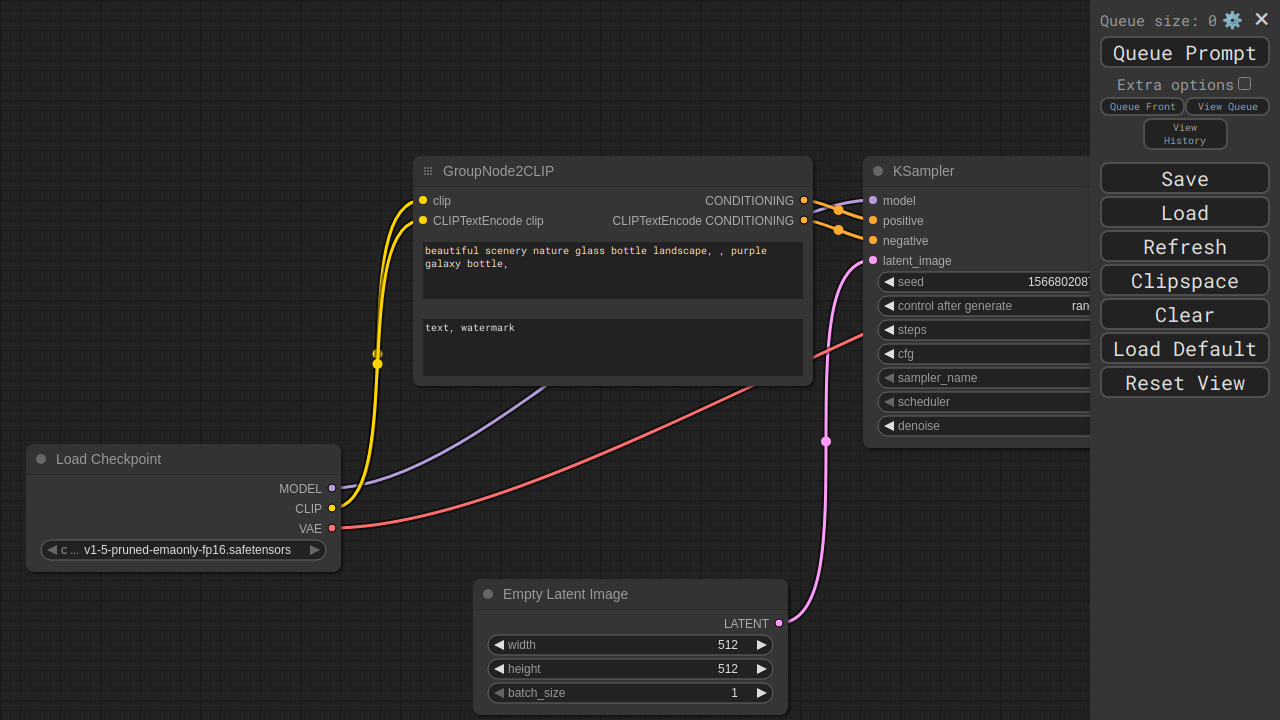 Queue size: 0
Queue Prompt
Extra options
Queue Front
View Queue
View
History
Save
Load
Refresh
Clipspace
Clear
Load Default
Reset View
GroupNode2CLIP
clip
CONDITIONING
CLIPTextEncode clip
CLIPTextEncode CONDITIONING
beautiful scenery nature glass bottle landscape, , purple
galaxy bottle,
text, watermark
KSampler
model
positive
negative
latent_image
seed
1566802087
control after generate
ran
steps
cfg
sampler_name
scheduler
denoise
Load Checkpoint
MODEL
CLIP
VAE
c ... v1-5-pruned-emaonly-fp16.safetensors
Empty Latent Image
LATENT
width 512
height 512
batch_size 1